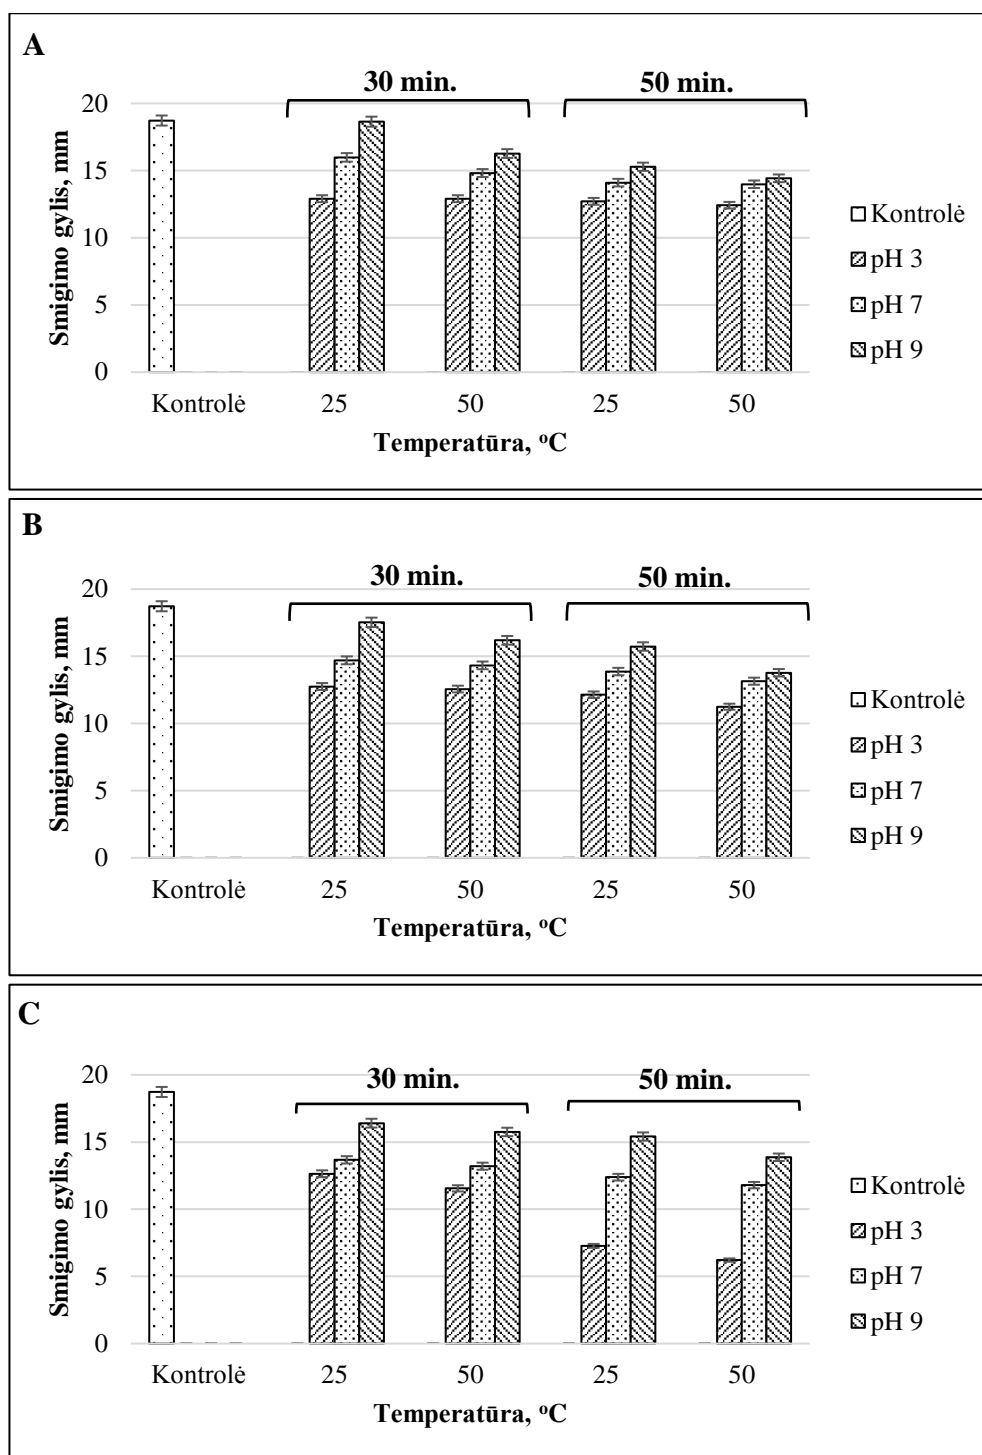 A
30 min.
50 min.
20
15
10
5
0
Smigimo gylis, mm
Kontrolė
25
50
25
50
Temperatūra, °C
Kontrolė
pH 3
pH 7
pH 9
B
30 min.
50 min.
20
15
10
5
0
Smigimo gylis, mm
Kontrolė
25
50
25
50
Temperatūra, °C
Kontrolė
pH 3
pH 7
pH 9
C
30 min.
50 min.
20
15
10
5
0
Smigimo gylis, mm
Kontrolė
25
50
25
50
Temperatūra, °C
Kontrolė
pH 3
pH 7
pH 9